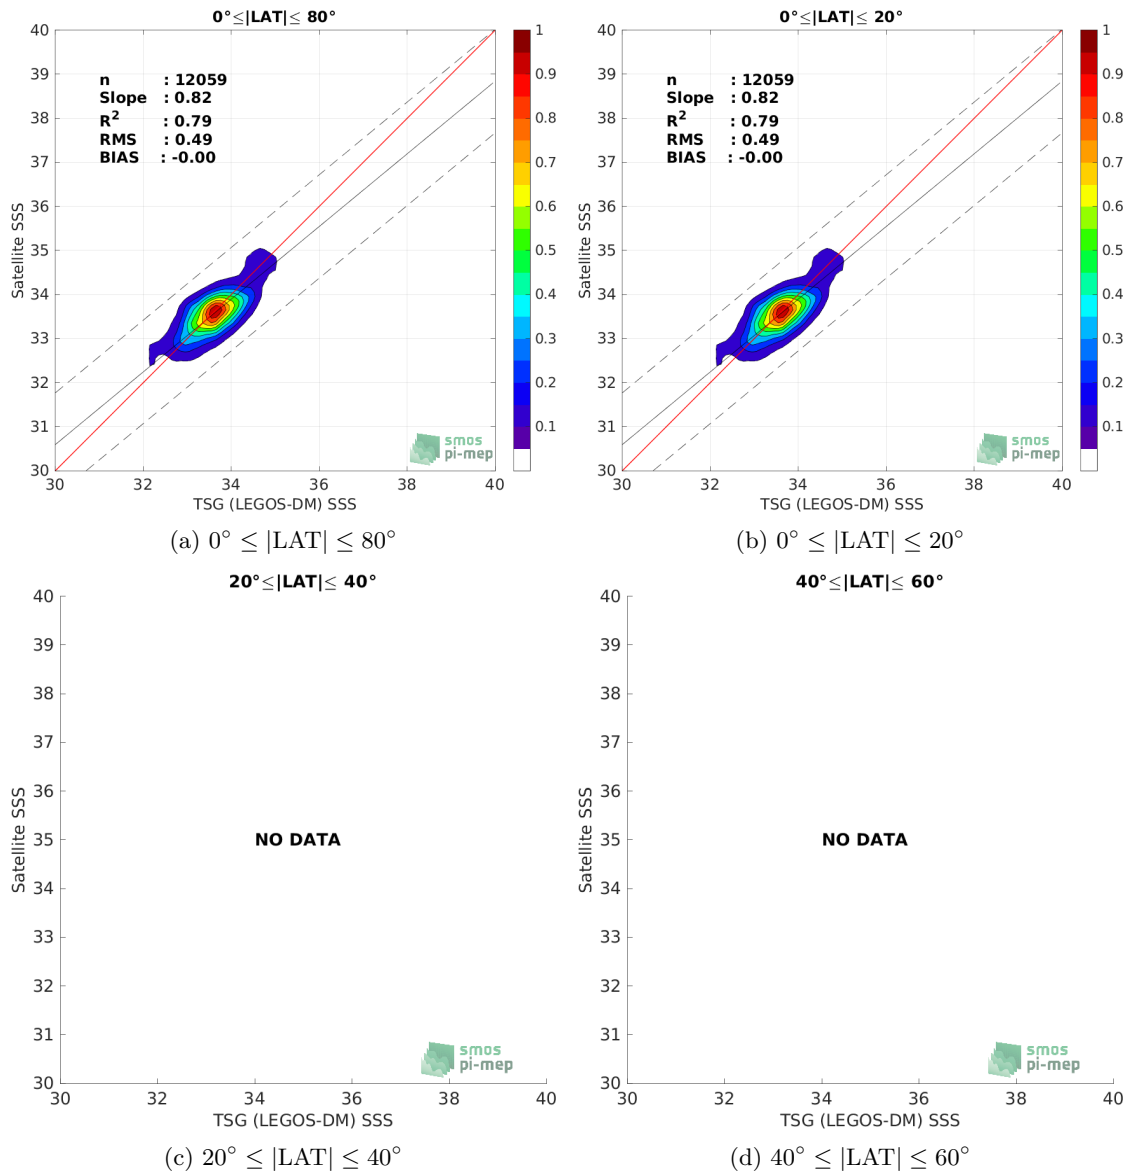 0°≤|LAT|≤ 80°
40
39
38
37
36
35
34
33
32
31
30
Satellite SSS
n : 12059
Slope : 0.82
R² : 0.79
RMS : 0.49
BIAS : -0.00
smos
pi-mep
30 32 34 36 38 40
TSG (LEGOS-DM) SSS
1
0.9
0.8
0.7
0.6
0.5
0.4
0.3
0.2
0.1
(a) 0° ≤ |LAT| ≤ 80°
0°≤|LAT|≤ 20°
40
39
38
37
36
35
34
33
32
31
30
Satellite SSS
n : 12059
Slope : 0.82
R² : 0.79
RMS : 0.49
BIAS : -0.00
smos
pi-mep
30 32 34 36 38 40
TSG (LEGOS-DM) SSS
1
0.9
0.8
0.7
0.6
0.5
0.4
0.3
0.2
0.1
(b) 0° ≤ |LAT| ≤ 20°
20°≤|LAT|≤ 40°
40
39
38
37
36
35
34
33
32
31
30
Satellite SSS
NO DATA
smos
pi-mep
30 32 34 36 38 40
TSG (LEGOS-DM) SSS
(c) 20° ≤ |LAT| ≤ 40°
40°≤|LAT|≤ 60°
40
39
38
37
36
35
34
33
32
31
30
Satellite SSS
NO DATA
smos
pi-mep
30 32 34 36 38 40
TSG (LEGOS-DM) SSS
(d) 40° ≤ |LAT| ≤ 60°